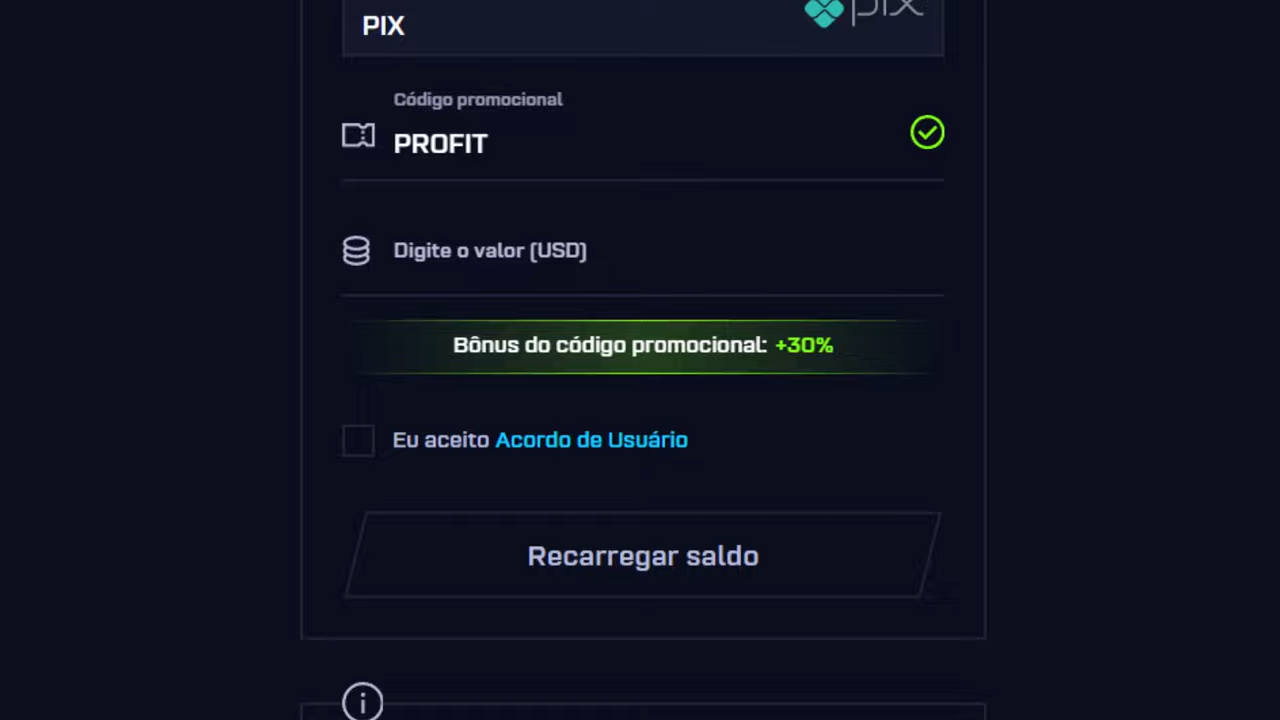 PIX
pix
Código promocional
PROFIT
Digite o valor (USD)
Bônus do código promocional: +30%
Eu aceito Acordo de Usuário
Recarregar saldo